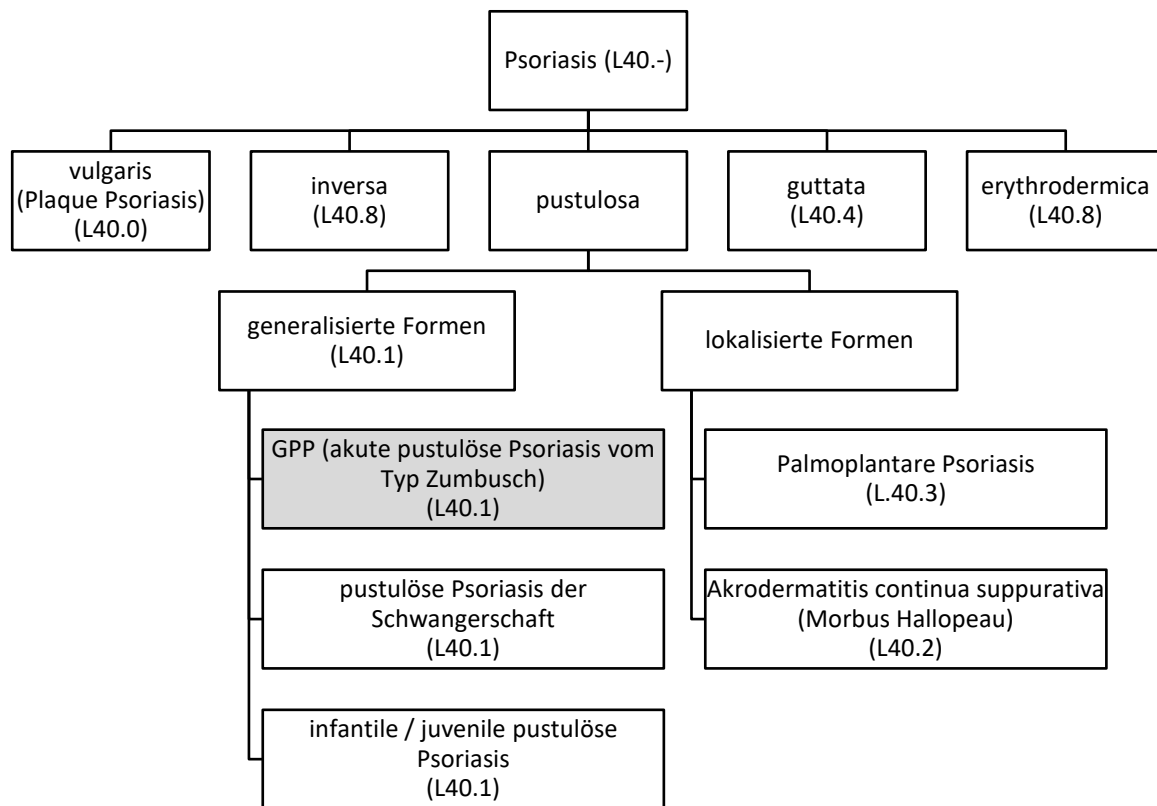 Psoriasis (L40.-)
vulgaris
(Plaque Psoriasis)
(L40.0)
inversa
(L40.8)
pustulosa
guttata
(L40.4)
erythrodermica
(L40.8)
generalisierte Formen
(L40.1)
lokalisierte Formen
GPP (akute pustulöse Psoriasis vom
Typ Zumbusch)
(L40.1)
Palmoplantare Psoriasis
(L.40.3)
pustulöse Psoriasis der
Schwangerschaft
(L40.1)
Akrodermatitis continua suppurativa
(Morbus Hallopeau)
(L40.2)
infantile / juvenile pustulöse
Psoriasis
(L40.1)